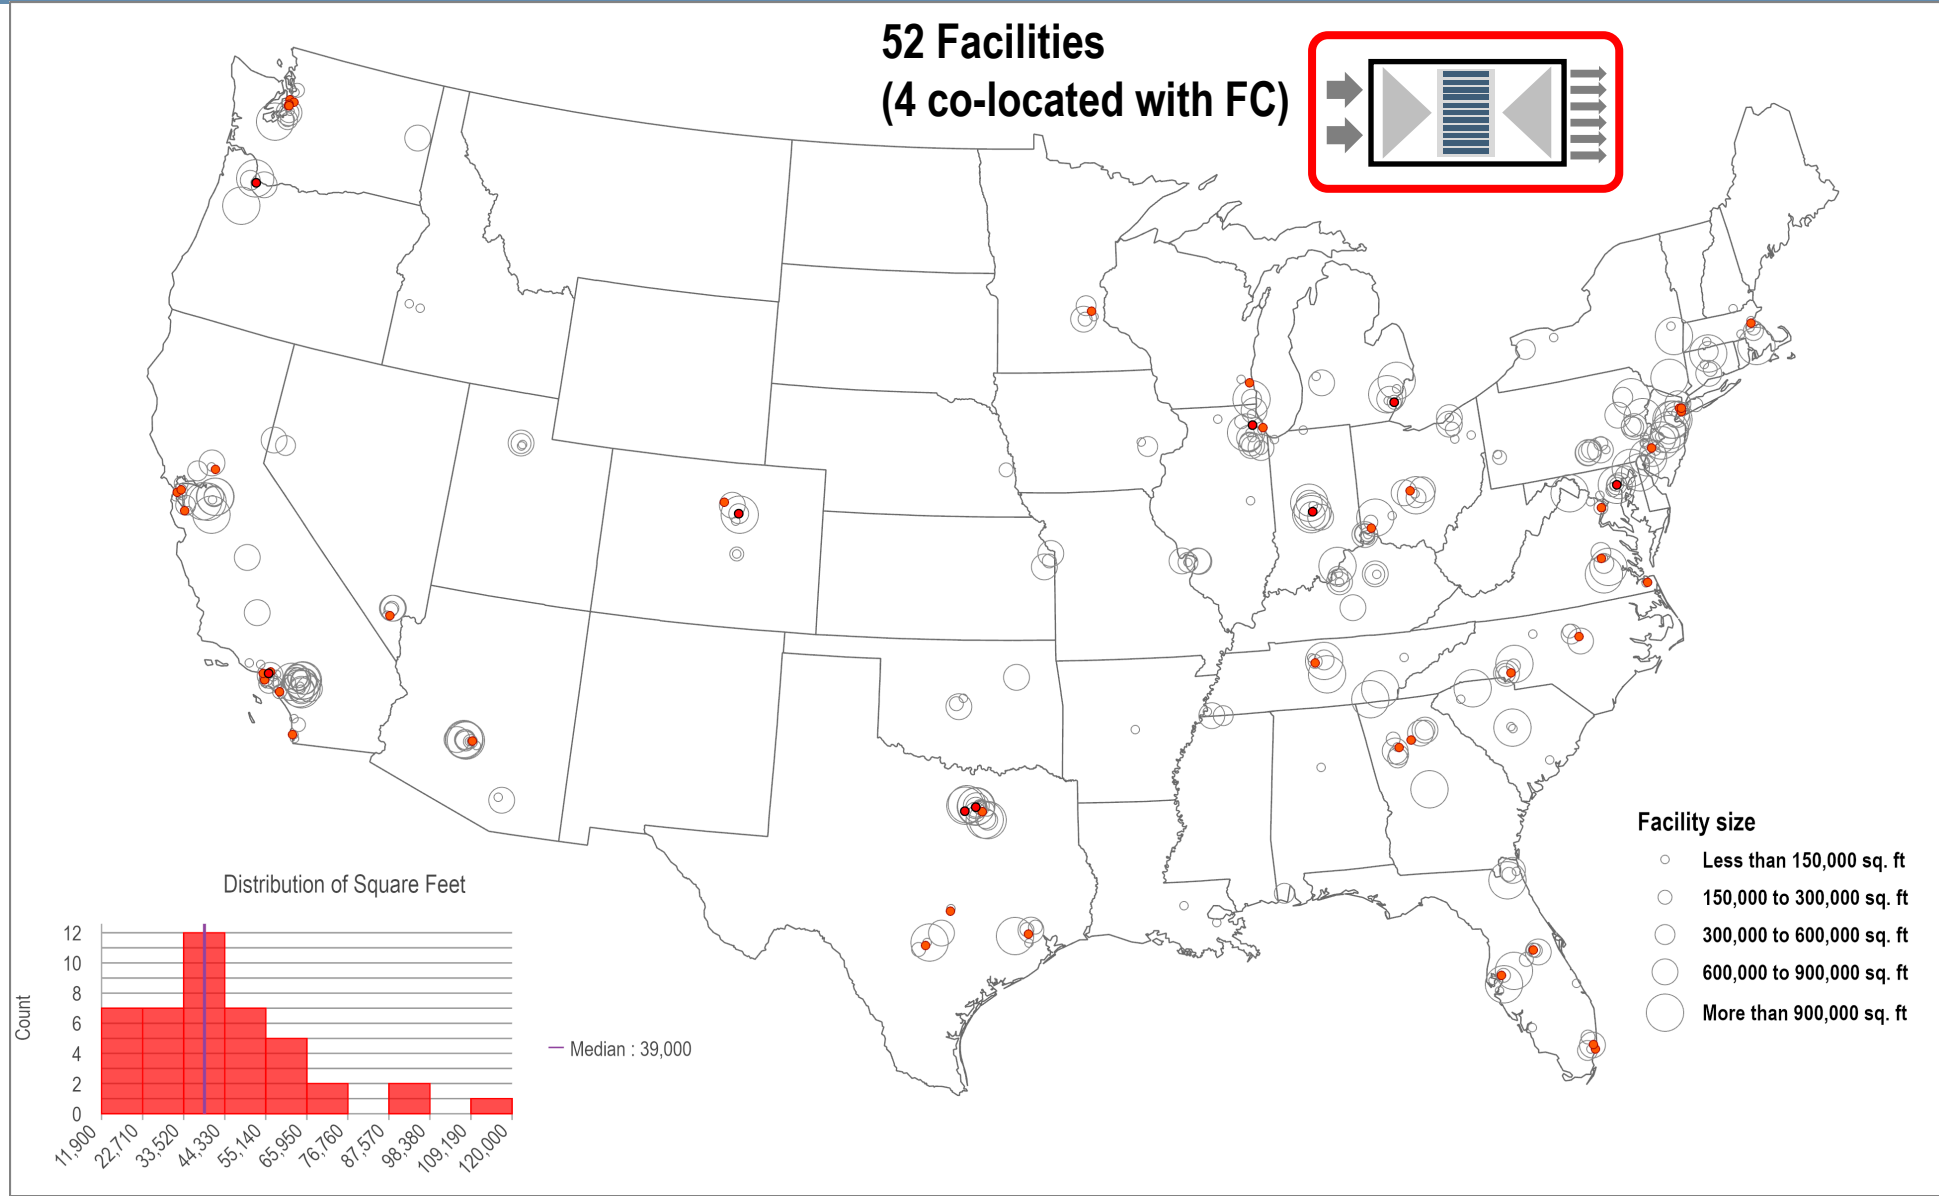 52 Facilities
(4 co-located with FC)
Facility size
Less than 150,000 sq. ft
150,000 to 300,000 sq. ft
300,000 to 600,000 sq. ft
600,000 to 900,000 sq. ft
More than 900,000 sq. ft
Distribution of Square Feet
Count
12
10
8
6
4
2
0
11,900
22,710
33,520
44,330
55,140
65,950
76,760
87,570
98,380
109,190
120,000
Median : 39,000